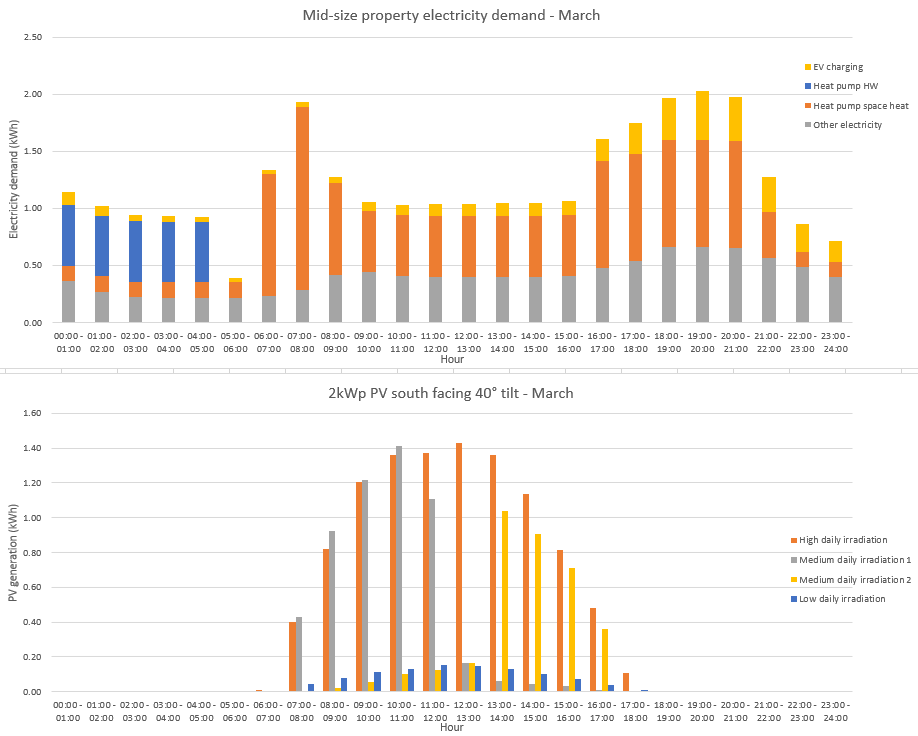 Mid-size property electricity demand - March
2.50
2.00
1.50
1.00
0.50
0.00
Electricity demand (kWh)
EV charging
Heat pump HW
Heat pump space heat
Other electricity
00:00 - 01:00 - 02:00 - 03:00 - 04:00 - 05:00 - 06:00 - 07:00 - 08:00 - 09:00 - 10:00 - 11:00 - 12:00 - 13:00 - 14:00 - 15:00 - 16:00 - 17:00 - 18:00 - 19:00 - 20:00 - 21:00 - 22:00 - 23:00 -
01:00 02:00 03:00 04:00 05:00 06:00 07:00 08:00 09:00 10:00 11:00 12:00 13:00 14:00 15:00 16:00 17:00 18:00 19:00 20:00 21:00 22:00 23:00 24:00
Hour
2kWp PV south facing 40° tilt - March
1.60
1.40
1.20
1.00
0.80
0.60
0.40
0.20
0.00
PV generation (kWh)
High daily irradiation
Medium daily irradiation 1
Medium daily irradiation 2
Low daily irradiation
00:00 - 01:00 - 02:00 - 03:00 - 04:00 - 05:00 - 06:00 - 07:00 - 08:00 - 09:00 - 10:00 - 11:00 - 12:00 - 13:00 - 14:00 - 15:00 - 16:00 - 17:00 - 18:00 - 19:00 - 20:00 - 21:00 - 22:00 - 23:00 -
01:00 02:00 03:00 04:00 05:00 06:00 07:00 08:00 09:00 10:00 11:00 12:00 13:00 14:00 15:00 16:00 17:00 18:00 19:00 20:00 21:00 22:00 23:00 24:00
Hour